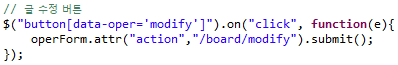 // 글 수정 버튼
$("button[data-oper='modify']").on("click", function(e){
    operForm.attr("action","/board/modify").submit();
});